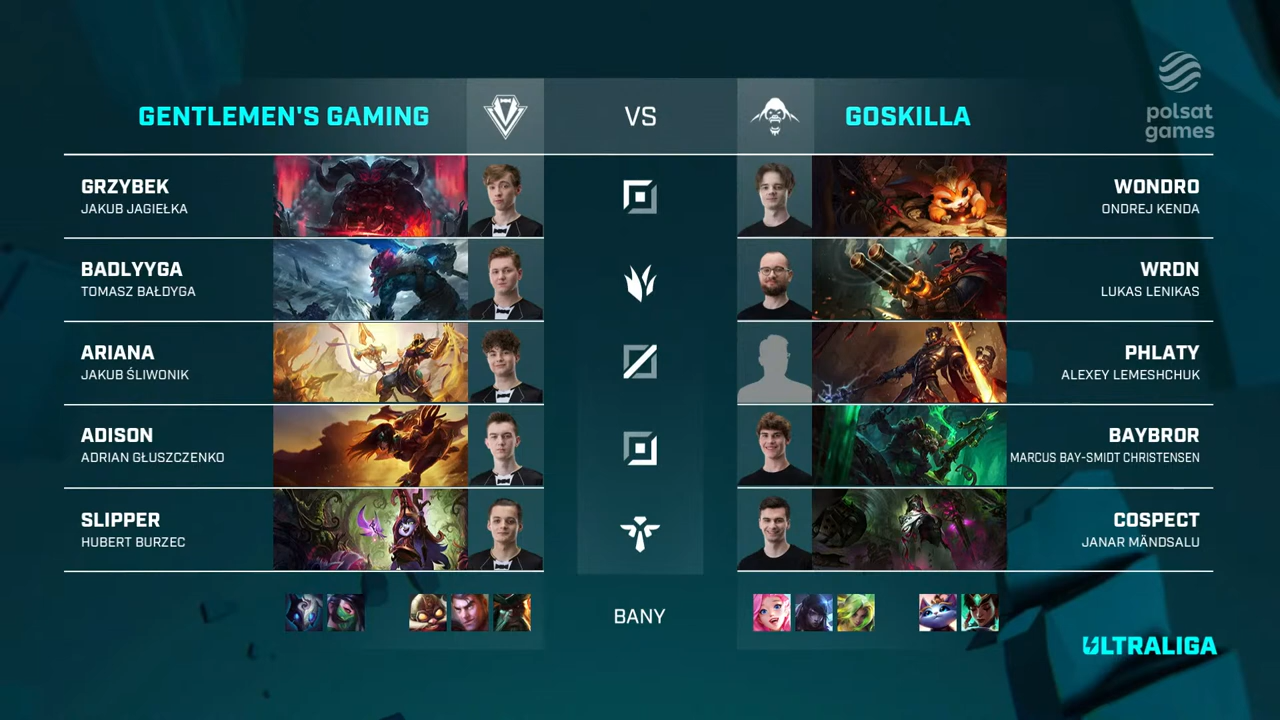 GENTLEMEN'S GAMING
VS
GOSKILLA
polsat
games
GRZYBEK
JAKUB JAGIEŁKA
WONDRO
ONDREJ KENDA
BADLYYGA
TOMASZ BAŁDYGA
WRDN
LUKAS LENIKAS
ARIANA
JAKUB ŚLIWONIK
PHLATY
ALEXEY LEMESHCHUK
ADISON
ADRIAN GŁUSZCZENKO
BAYBROR
MARCUS BAY-SMIDT CHRISTENSEN
SLIPPER
HUBERT BURZEC
COSPECT
JANAR MÄNDSALU
BANY
ULTRALIGA